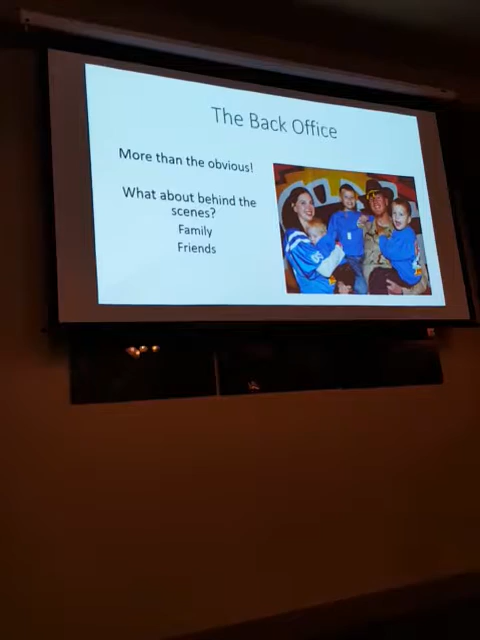 The Back Office
More than the obvious!
What about behind the
scenes?
Family
Friends